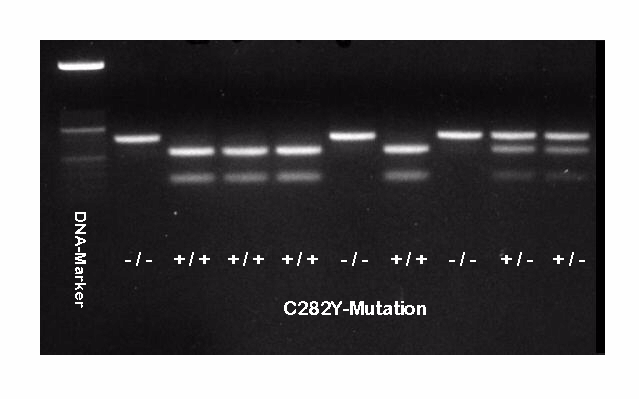 DNA-Marker
-/- +/+ +/+ +/+ -/- +/+ -/- +/- +/-
C282Y-Mutation